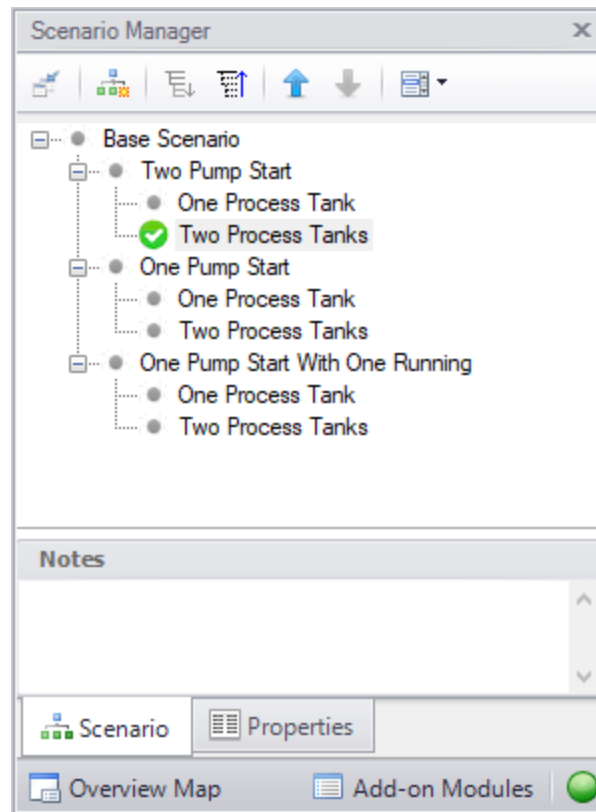 Scenario Manager
Base Scenario
Two Pump Start
One Process Tank
Two Process Tanks
One Pump Start
One Process Tank
Two Process Tanks
One Pump Start With One Running
One Process Tank
Two Process Tanks
Notes
Scenario Properties
Overview Map Add-on Modules